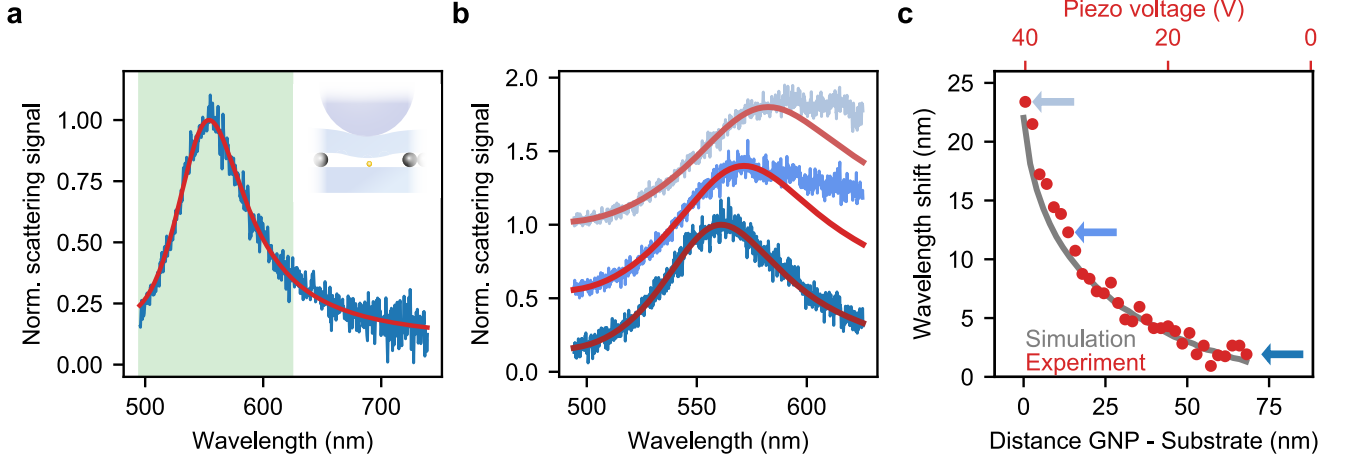 a
Norm. scattering signal
1.00
0.75
0.50
0.25
0.00
500
600
700
Wavelength (nm)
b
Norm. scattering signal
2.0
1.5
1.0
0.5
0.0
500
550
600
Wavelength (nm)
c
Piezo voltage (V)
40
20
0
Wavelength shift (nm)
25
20
15
10
5
0
Simulation
Experiment
0
25
50
75
Distance GNP - Substrate (nm)